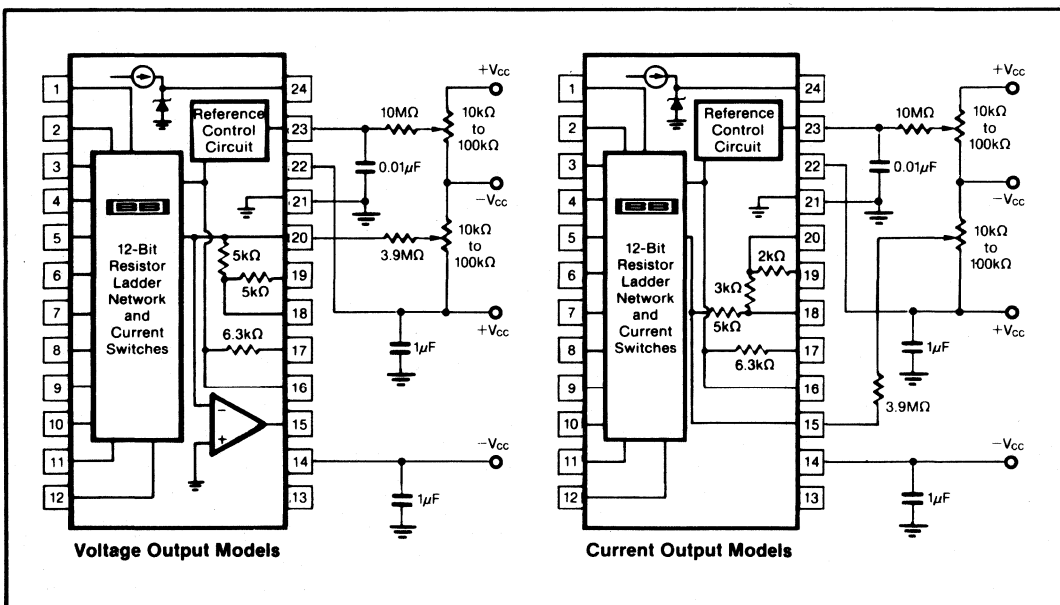 1
2
3
4
5
6
7
8
9
10
11
12
BB
12-Bit
Resistor
Ladder
Network
and
Current
Switches
Reference
Control
Circuit
5kΩ
5kΩ
6.3kΩ
−
+
24
23
22
21
20
19
18
17
16
15
14
13
10MΩ
0.01μF
3.9MΩ
1μF
1μF
+VCC
10kΩ
to
100kΩ
−VCC
10kΩ
to
100kΩ
+VCC
−VCC
Voltage Output Models
1
2
3
4
5
6
7
8
9
10
11
12
BB
12-Bit
Resistor
Ladder
Network
and
Current
Switches
Reference
Control
Circuit
2kΩ
3kΩ
5kΩ
6.3kΩ
24
23
22
21
20
19
18
17
16
15
14
13
10MΩ
0.01μF
1μF
3.9MΩ
1μF
+VCC
10kΩ
to
100kΩ
−VCC
10kΩ
to
100kΩ
+VCC
−VCC
Current Output Models